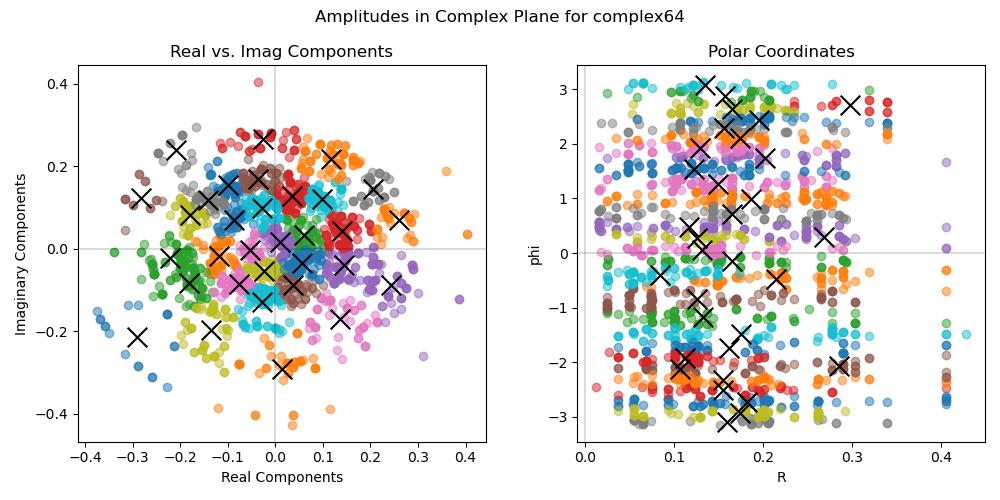 Amplitudes in Complex Plane for complex64
Real vs. Imag Components
Polar Coordinates
Imaginary Components
0.4
0.2
0.0
−0.2
−0.4
−0.4 −0.3 −0.2 −0.1 0.0 0.1 0.2 0.3 0.4
Real Components
phi
3
2
1
0
−1
−2
−3
0.0 0.1 0.2 0.3 0.4
R